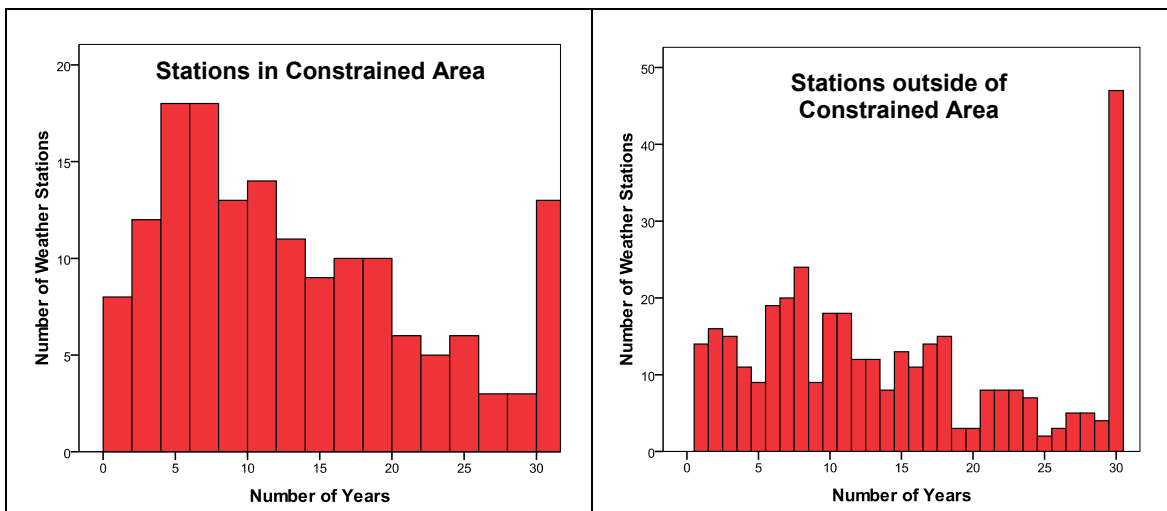 Stations in Constrained Area
Number of Weather Stations
20
15
10
5
0
0 5 10 15 20 25 30
Number of Years
Stations outside of
Constrained Area
Number of Weather Stations
50
40
30
20
10
0
0 5 10 15 20 25 30
Number of Years